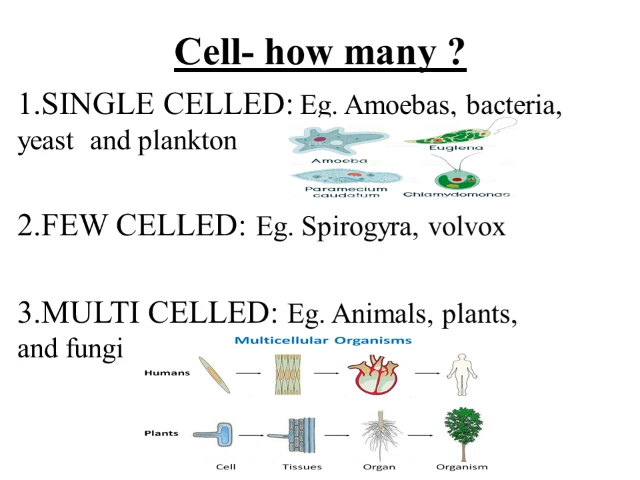 Cell- how many ?
1.SINGLE CELLED: Eg. Amoebas, bacteria,
yeast and plankton
Amoeba
Euglena
Paramecium
caudatum
Chlamydomonas
2.FEW CELLED: Eg. Spirogyra, volvox
3.MULTI CELLED: Eg. Animals, plants,
and fungi
Multicellular Organisms
Humans
Plants
Cell Tissues Organ Organism